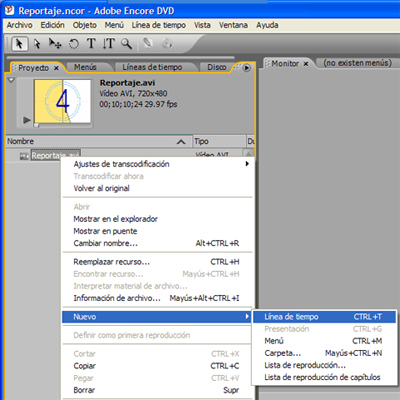 Reportaje.ncor - Adobe Encore DVD
Archivo Edición Objeto Menú Línea de tiempo Vista Ventana Ayuda
Proyecto Menús Líneas de tiempo Disco
Monitor (no existen menús)
4
Reportaje.avi
Vídeo AVI, 720x480
00;10;10;24 29.97 fps
Nombre Tipo
Reportaje.avi Vídeo AVI
Ajustes de transcodificación
Transcodificar ahora
Volver al original
Abrir
Mostrar en el explorador
Mostrar en puente
Cambiar nombre... Alt+CTRL+R
Reemplazar recurso... CTRL+H
Encontrar recurso... Mayús+CTRL+H
Interpretar material de archivo...
Información de archivo... Mayús+Alt+CTRL+I
Nuevo
Línea de tiempo CTRL+T
Presentación CTRL+G
Menú CTRL+M
Carpeta... Mayús+CTRL+N
Lista de reproducción...
Lista de reproducción de capítulos
Definir como primera reproducción
Cortar CTRL+X
Copiar CTRL+C
Pegar CTRL+V
Borrar Supr